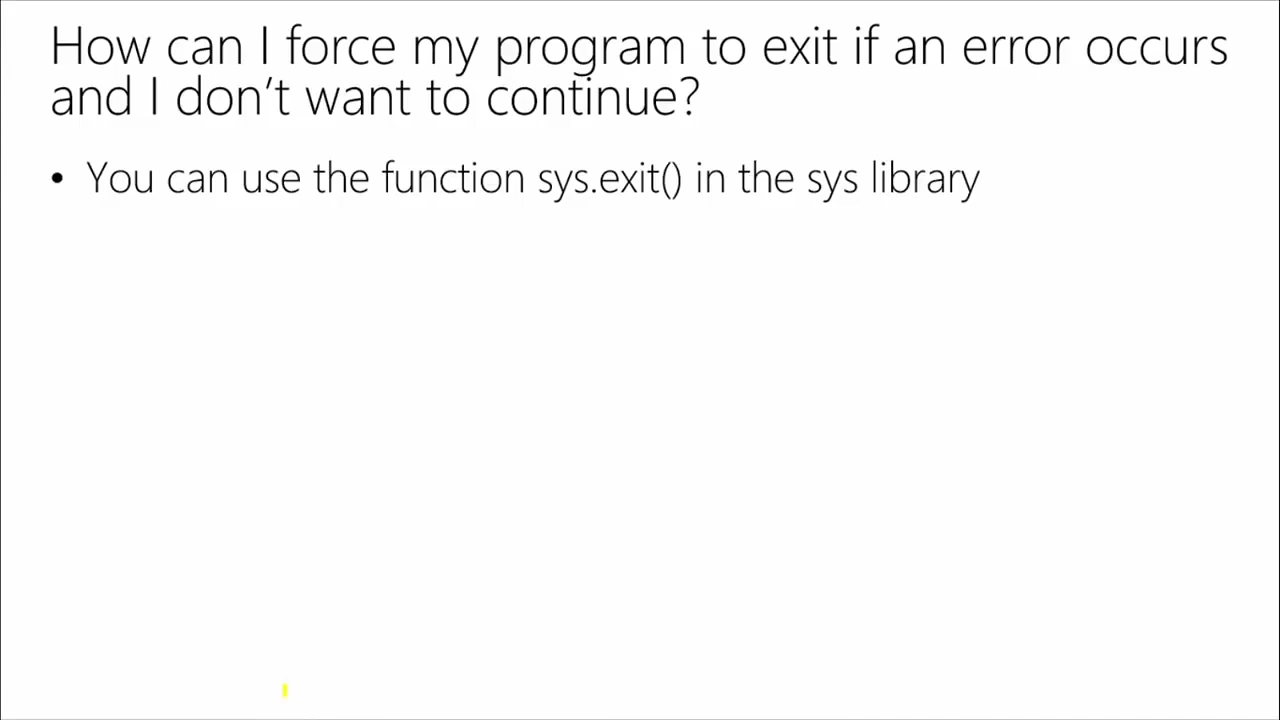 How can I force my program to exit if an error occurs
and I don’t want to continue?
• You can use the function sys.exit() in the sys library